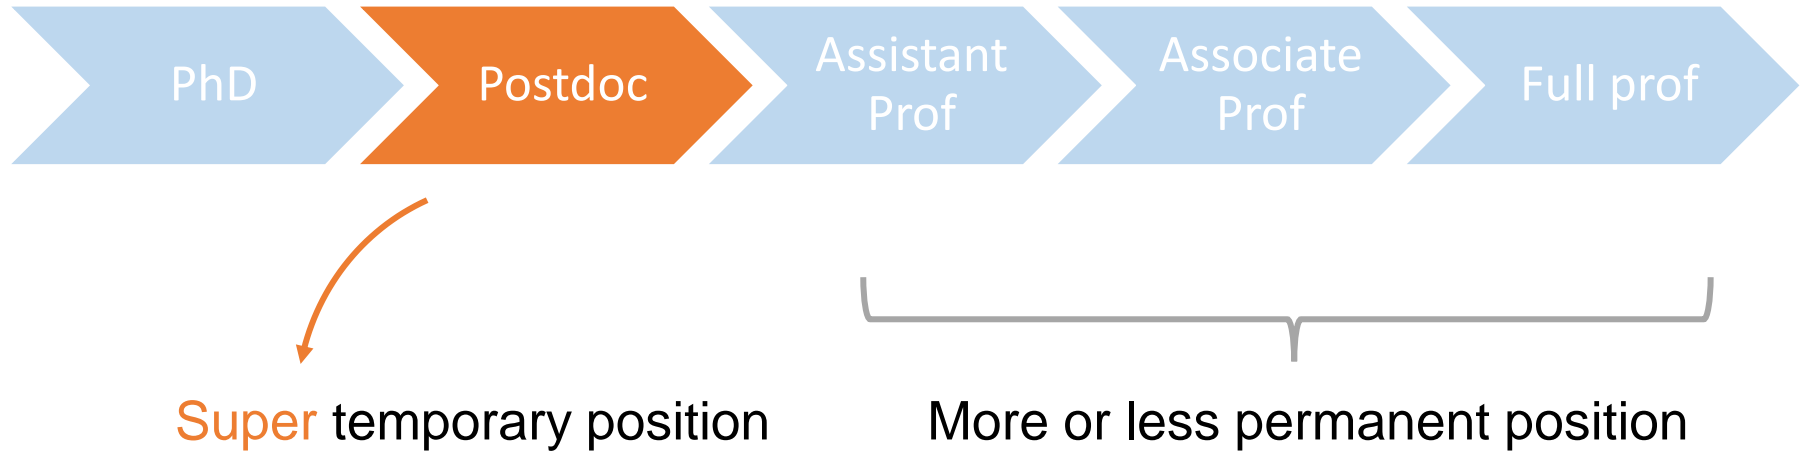 PhD
Postdoc
Assistant
Prof
Associate
Prof
Full prof
Super temporary position
More or less permanent position